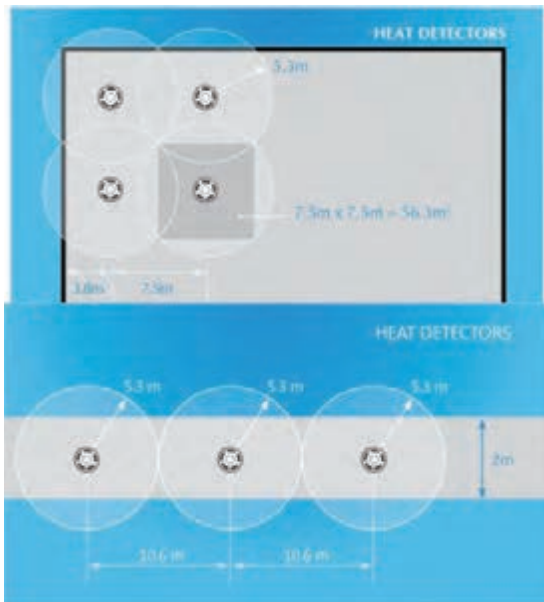 HEAT DETECTORS
5.3m
7.5m x 7.5m = 56.3m²
3.8m
7.5m
HEAT DETECTORS
5.3 m
5.3 m
5.3 m
2m
10.6 m
10.6 m